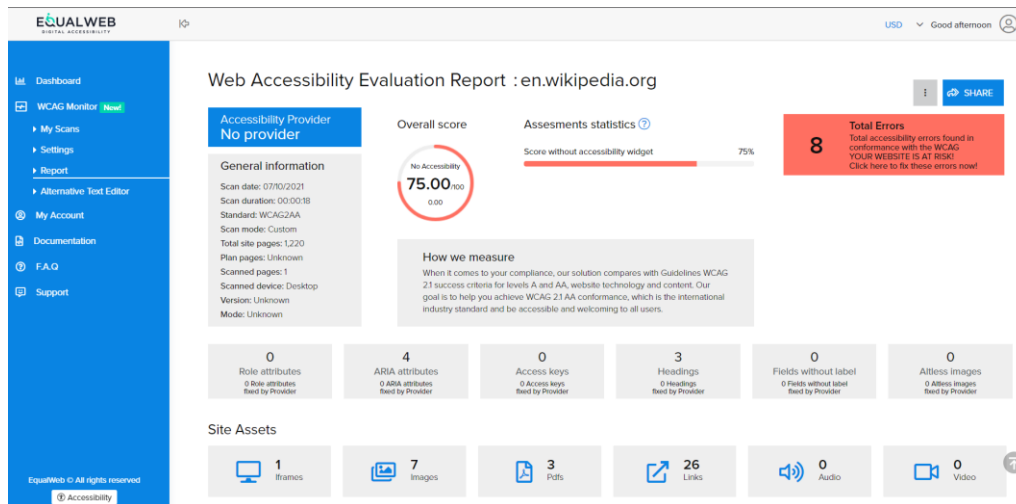 EQUALWEB
DIGITAL ACCESSIBILITY
USD
Good afternoon
Dashboard
WCAG Monitor New!
My Scans
Settings
Report
Alternative Text Editor
My Account
Documentation
F.A.Q
Support
EqualWeb © All rights reserved
Accessibility
Web Accessibility Evaluation Report : en.wikipedia.org
SHARE
Accessibility Provider
No provider
General information
Scan date: 07/10/2021
Scan duration: 00:00:18
Standard: WCAG2AA
Scan mode: Custom
Total site pages: 1,220
Plan pages: Unknown
Scanned pages: 1
Scanned device: Desktop
Version: Unknown
Mode: Unknown
Overall score
No Accessibility
75.00/100
0.00
Assesments statistics ?
Score without accessibility widget 75%
8
Total Errors
Total accessibility errors found in
conformance with the WCAG
YOUR WEBSITE IS AT RISK!
Click here to fix these errors now!
How we measure
When it comes to your compliance, our solution compares with Guidelines WCAG
2.1 success criteria for levels A and AA, website technology and content. Our
goal is to help you achieve WCAG 2.1 AA conformance, which is the international
industry standard and be accessible and welcoming to all users.
0
Role attributes
0 Role attributes
fixed by Provider
4
ARIA attributes
0 ARIA attributes
fixed by Provider
0
Access keys
0 Access keys
fixed by Provider
3
Headings
0 Headings
fixed by Provider
0
Fields without label
0 Fields without label
fixed by Provider
0
Altless images
0 Altless images
fixed by Provider
Site Assets
1
Iframes
7
Images
3
Pdfs
26
Links
0
Audio
0
Video